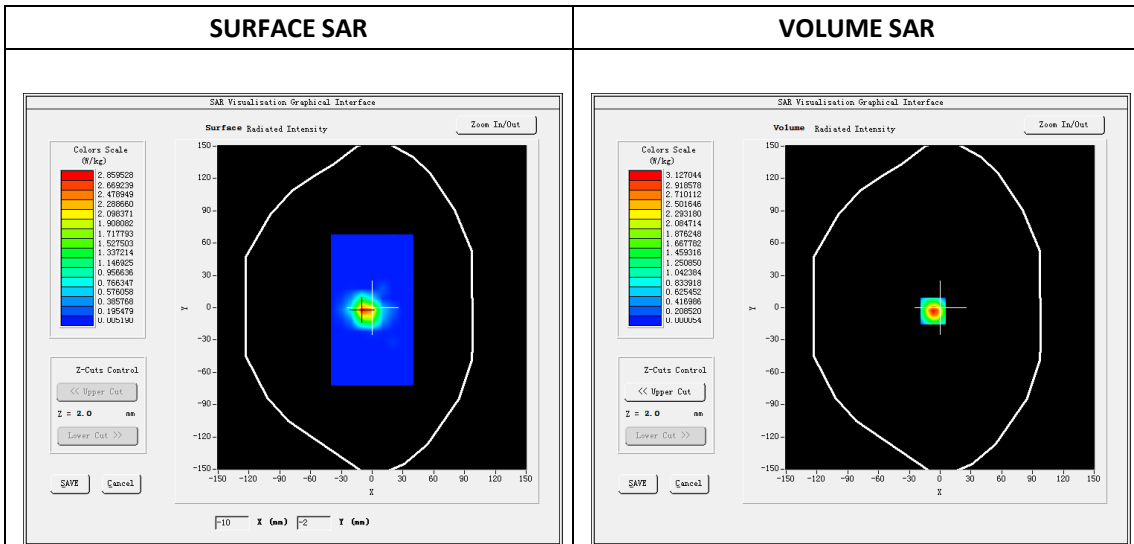 SURFACE SAR
VOLUME SAR
SAR Visualisation Graphical Interface
Surface Radiated Intensity
Zoom In/Out
Colors Scale
(W/kg)
2.859528
2.669239
2.478949
2.288660
2.098371
1.908082
1.717793
1.527503
1.337214
1.146925
0.956636
0.766347
0.576058
0.385768
0.195479
0.005190
Z-Cuts Control
<< Upper Cut
Z = 2.0 mm
Lower Cut >>
SAVE
Cancel
150
120
90
60
30
0
-30
-60
-90
-120
-150
Y
-150 -120 -90 -60 -30 0 30 60 90 120 150
X
-10 X (mm) -2 Y (mm)
SAR Visualisation Graphical Interface
Volume Radiated Intensity
Zoom In/Out
Colors Scale
(W/kg)
3.127044
2.918578
2.710112
2.501646
2.293180
2.084714
1.876248
1.667782
1.459316
1.250850
1.042384
0.833918
0.625452
0.416986
0.208520
0.000054
Z-Cuts Control
<< Upper Cut
Z = 2.0 mm
Lower Cut >>
SAVE
Cancel
150
120
90
60
30
0
-30
-60
-90
-120
-150
Y
-150 -120 -90 -60 -30 0 30 60 90 120 150
X